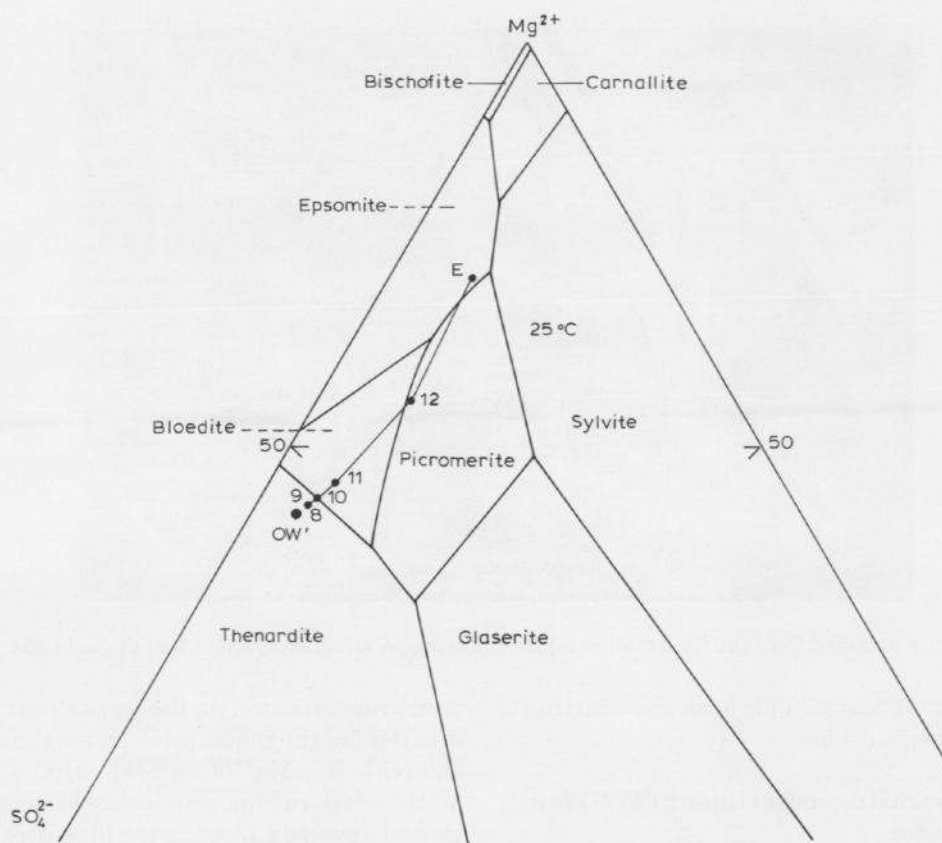 Mg²⁺
Bischofite
Carnallite
Epsomite
E
25 °C
12
Sylvite
Bloedite
50
50
Picromerite
11
9
10
8
OW'
Thenardite
Glaserite
SO₄²⁻